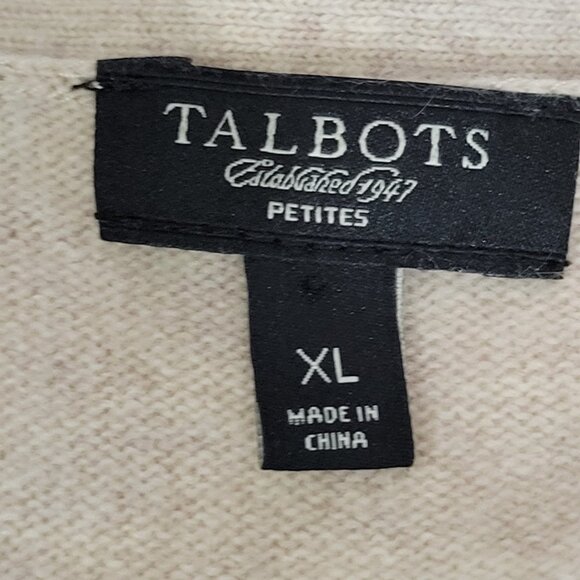 TALBOTS
Established 1947
PETITES
XL
MADE IN
CHINA